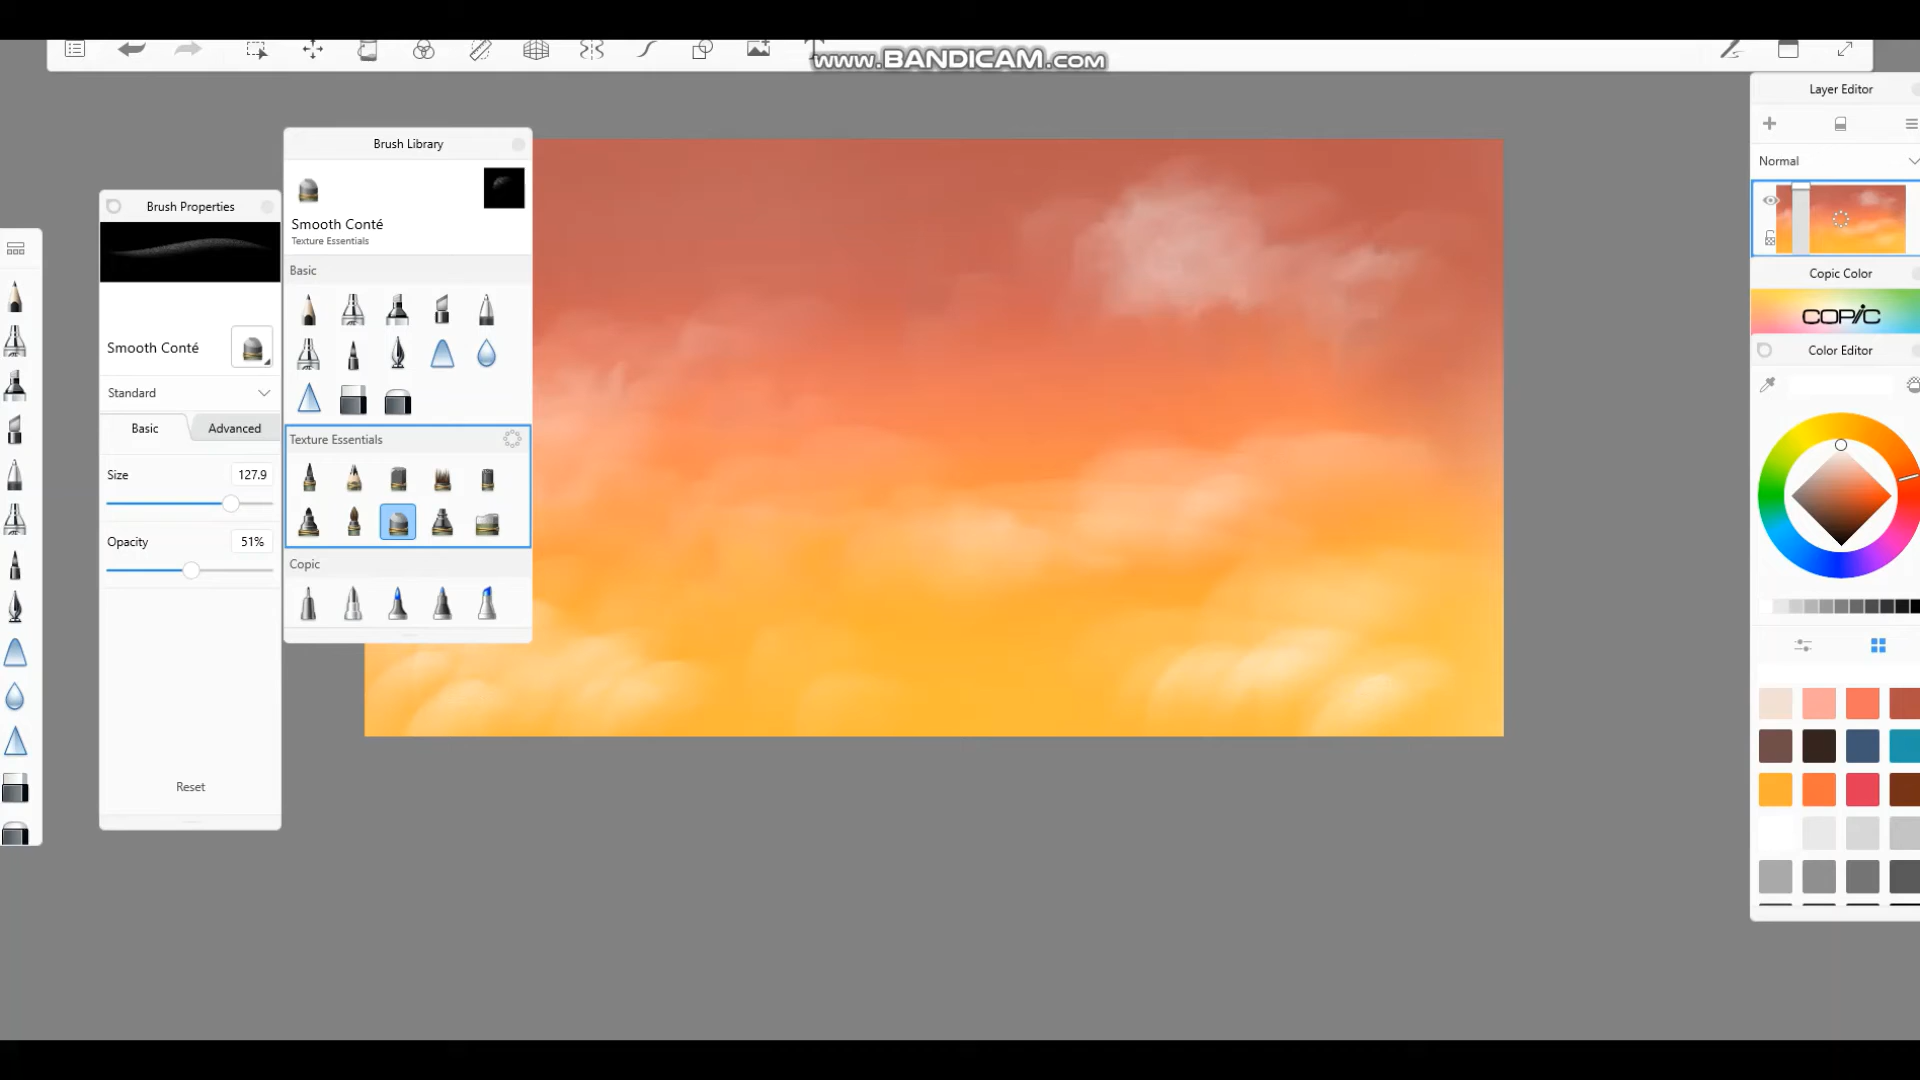 www.BANDICAM.com
Layer Editor
Brush Library
Normal
Smooth Conté
Texture Essentials
Brush Properties
Basic
Copic Color
COPIC
Smooth Conté
Color Editor
Standard
Basic
Advanced
Texture Essentials
Size
127.9
Opacity
51%
Copic
Reset